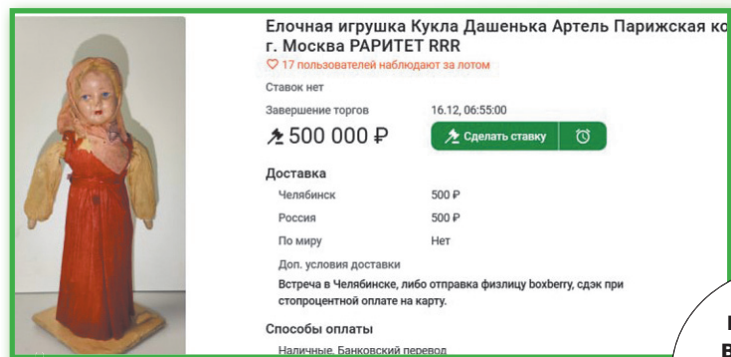 Елочная игрушка Кукла Дашенька Артель Парижская ко
г. Москва РАРИТЕТ RRR
17 пользователей наблюдают за лотом
Ставок нет
Завершение торгов 16.12, 06:55:00
500 000 ₽ Сделать ставку
Доставка
Челябинск 500 ₽
Россия 500 ₽
По миру Нет
Доп. условия доставки
Встреча в Челябинске, либо отправка физлицу boxberry, сдэк при
стопроцентной оплате на карту.
Способы оплаты
Наличные, Банковский перевод